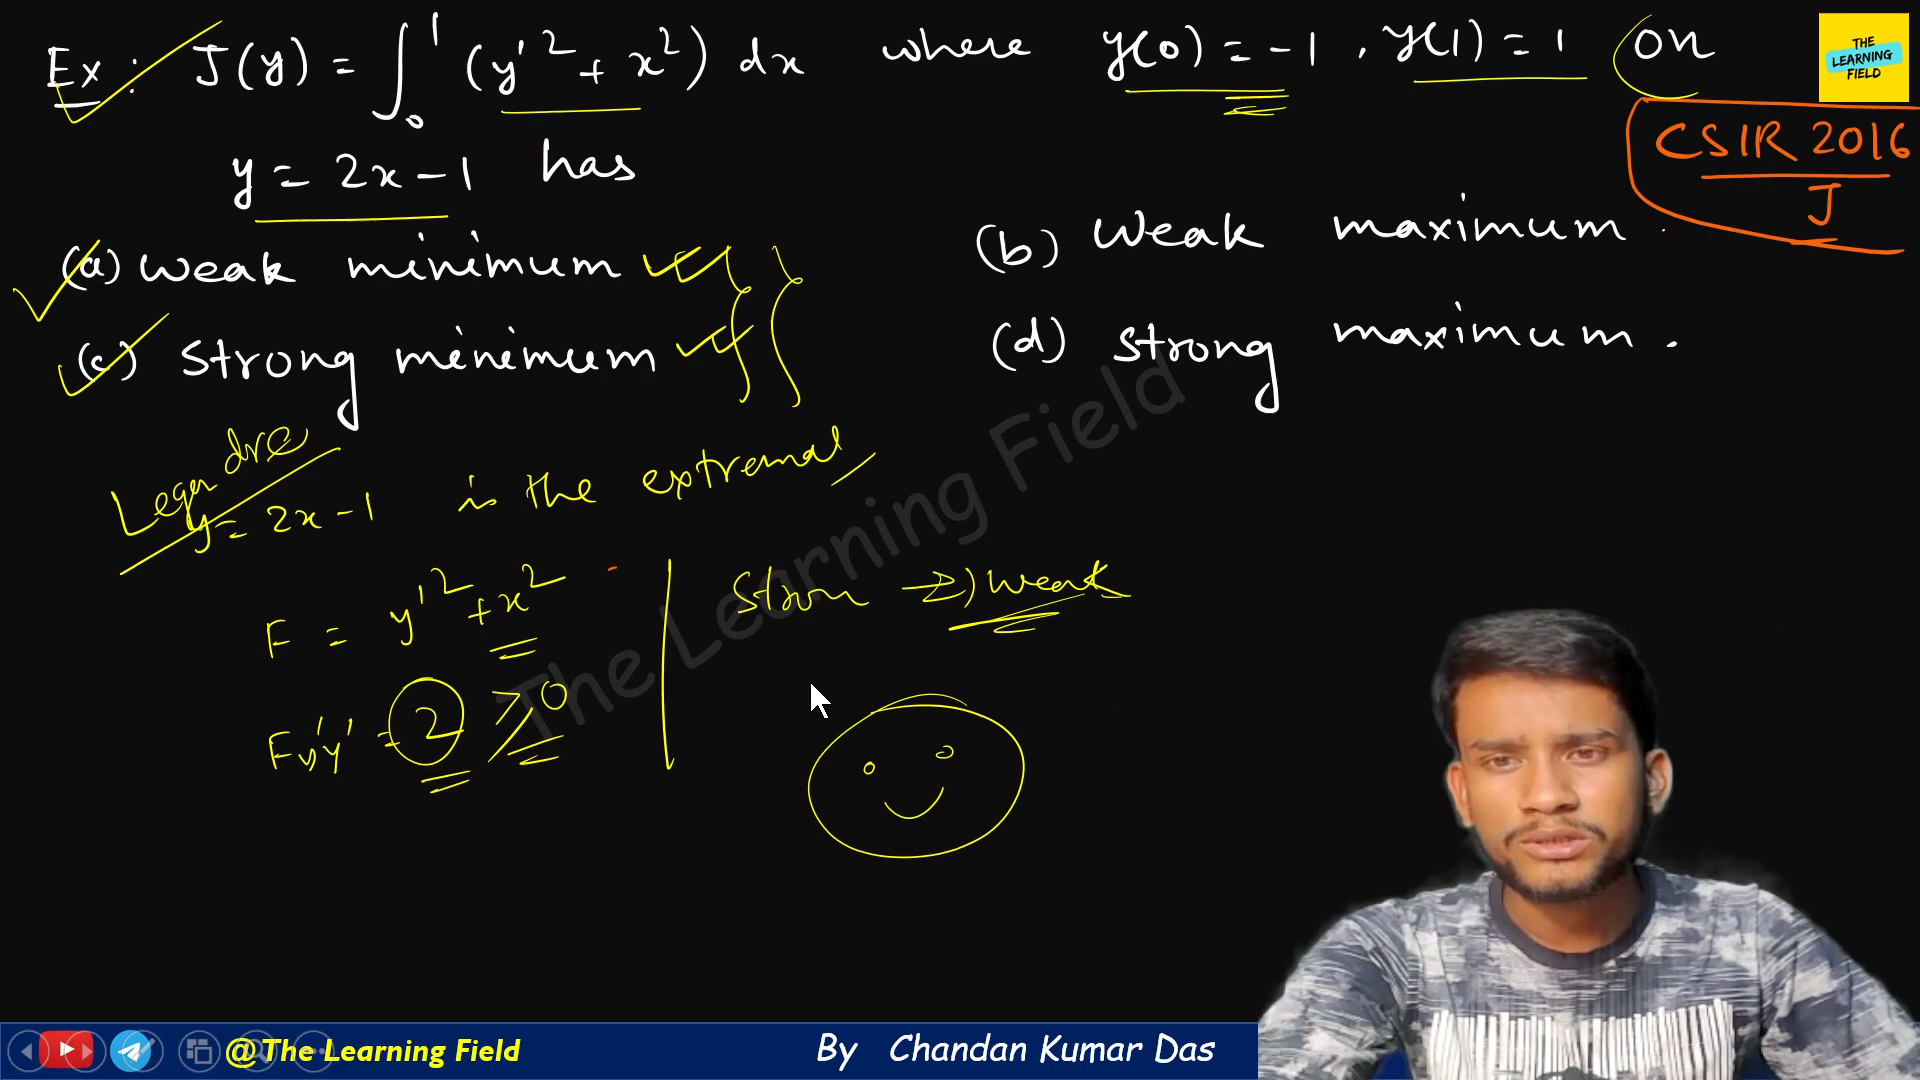 Ex: J(y) = ∫₀¹ (y'² + x²) dx where y(0) = -1, y(1) = 1 on
y = 2x - 1 has
THE LEARNING FIELD
CSIR 2016
J
(a) weak minimum
(b) Weak maximum.
(c) strong minimum
(d) strong maximum.
Legendre
y = 2x - 1 is the extremal
F = y'² + x²
Fy'y' = 2 ≥ 0
Stron ⇒ weak
The Learning Field
@The Learning Field
By Chandan Kumar Das